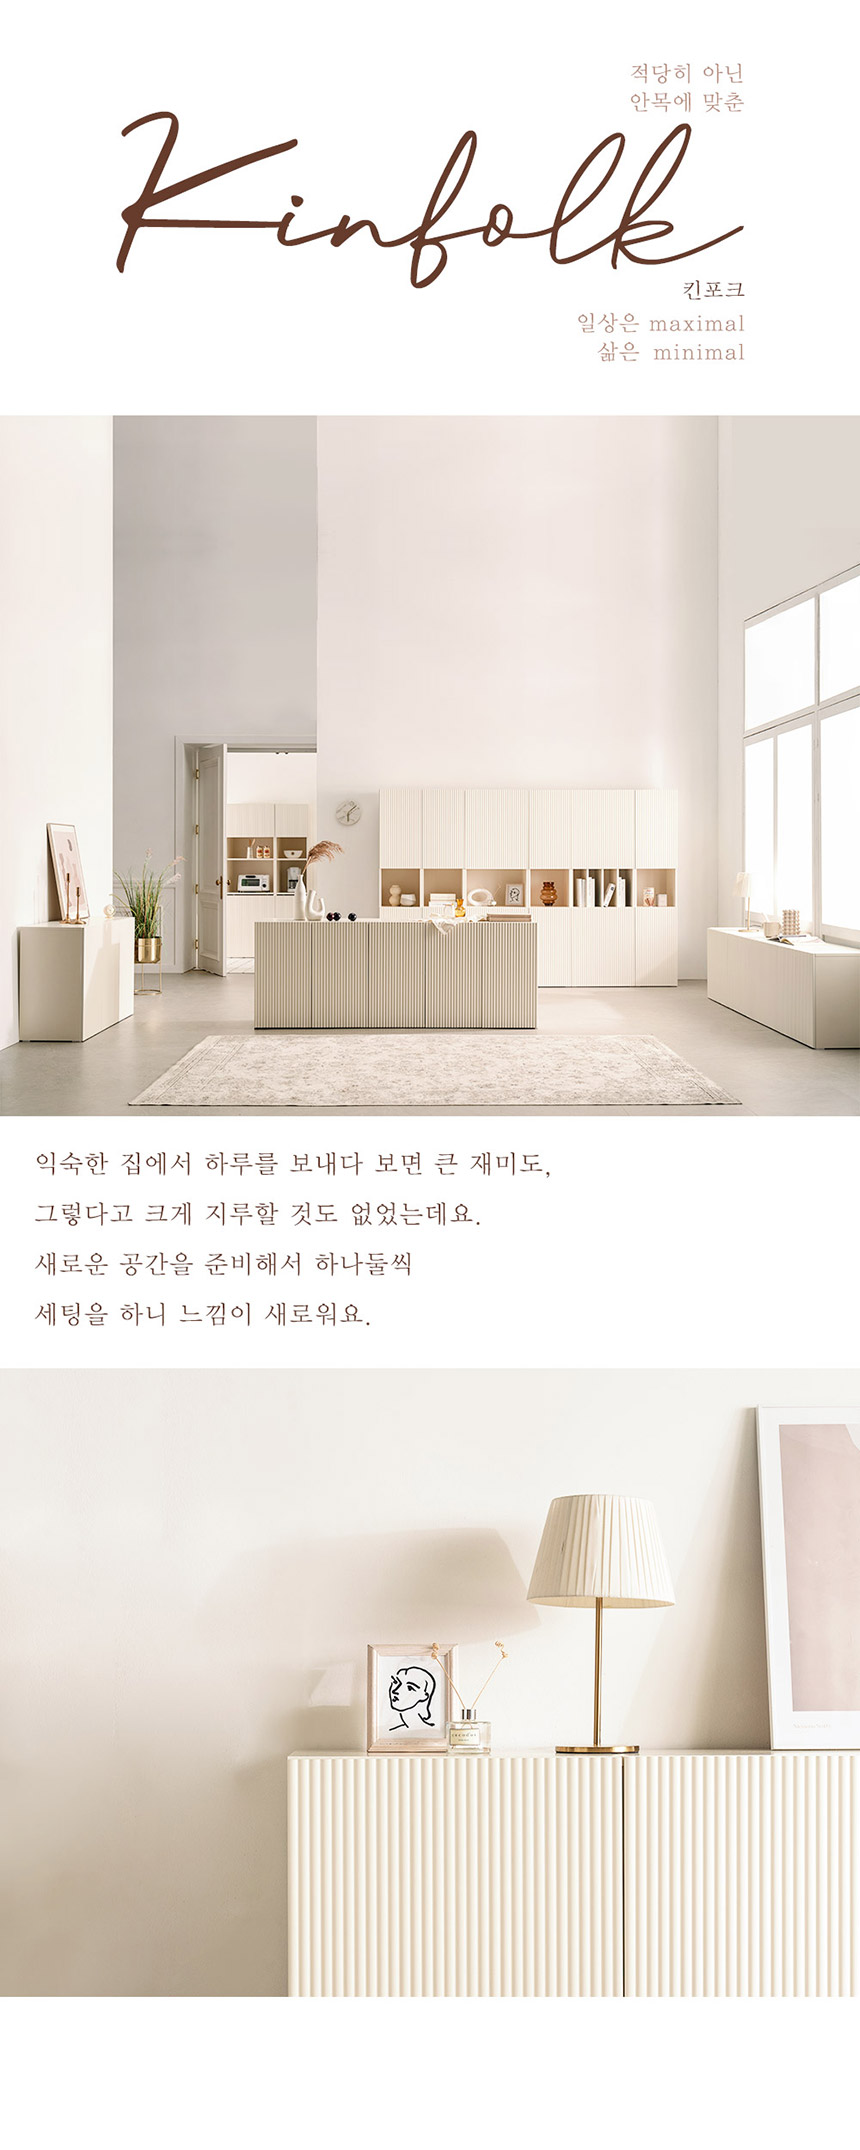 적당히 아닌
안목에 맞춘
Kinfolk
킨포크
일상은 maximal
삶은 minimal
익숙한 집에서 하루를 보내다 보면 큰 재미도,
그렇다고 크게 지루할 것도 없었는데요.
새로운 공간을 준비해서 하나둘씩
세팅을 하니 느낌이 새로워요.